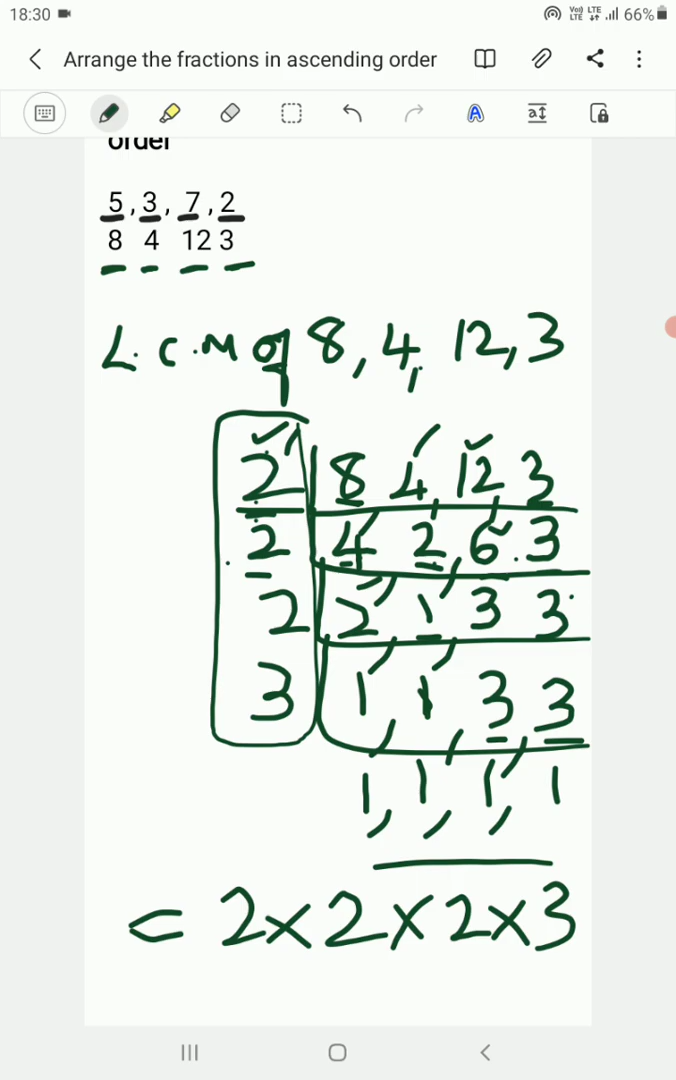 18:30 66%
Arrange the fractions in ascending order
order
5, 3, 7, 2
8 4 12 3
L.C.M of 8, 4, 12, 3
2 8 4, 12, 3
2 4, 2, 6, 3
2 2, 1, 3 3
3 1, 1, 3, 3
1, 1, 1, 1
= 2×2×2×3